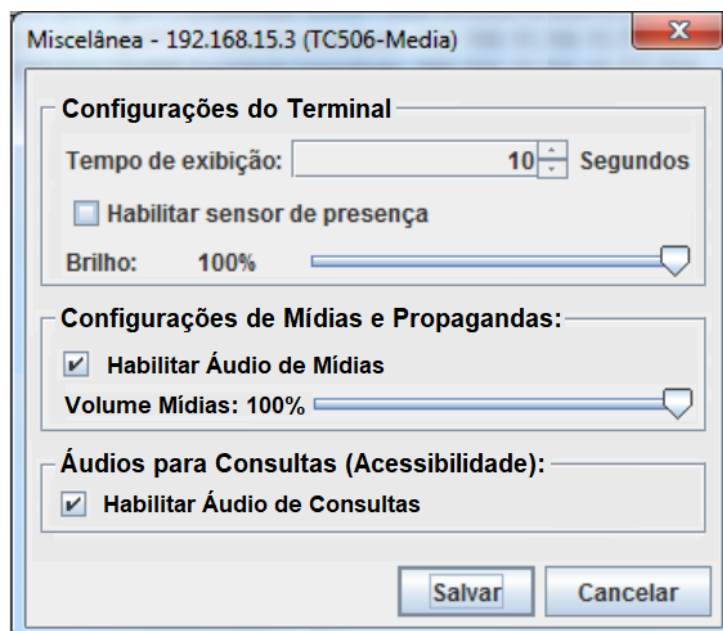 Miscelânea - 192.168.15.3 (TC506-Media)
Configurações do Terminal
Tempo de exibição: 10 Segundos
Habilitar sensor de presença
Brilho: 100%
Configurações de Mídias e Propagandas:
Habilitar Áudio de Mídias
Volume Mídias: 100%
Áudios para Consultas (Acessibilidade):
Habilitar Áudio de Consultas
Salvar Cancelar